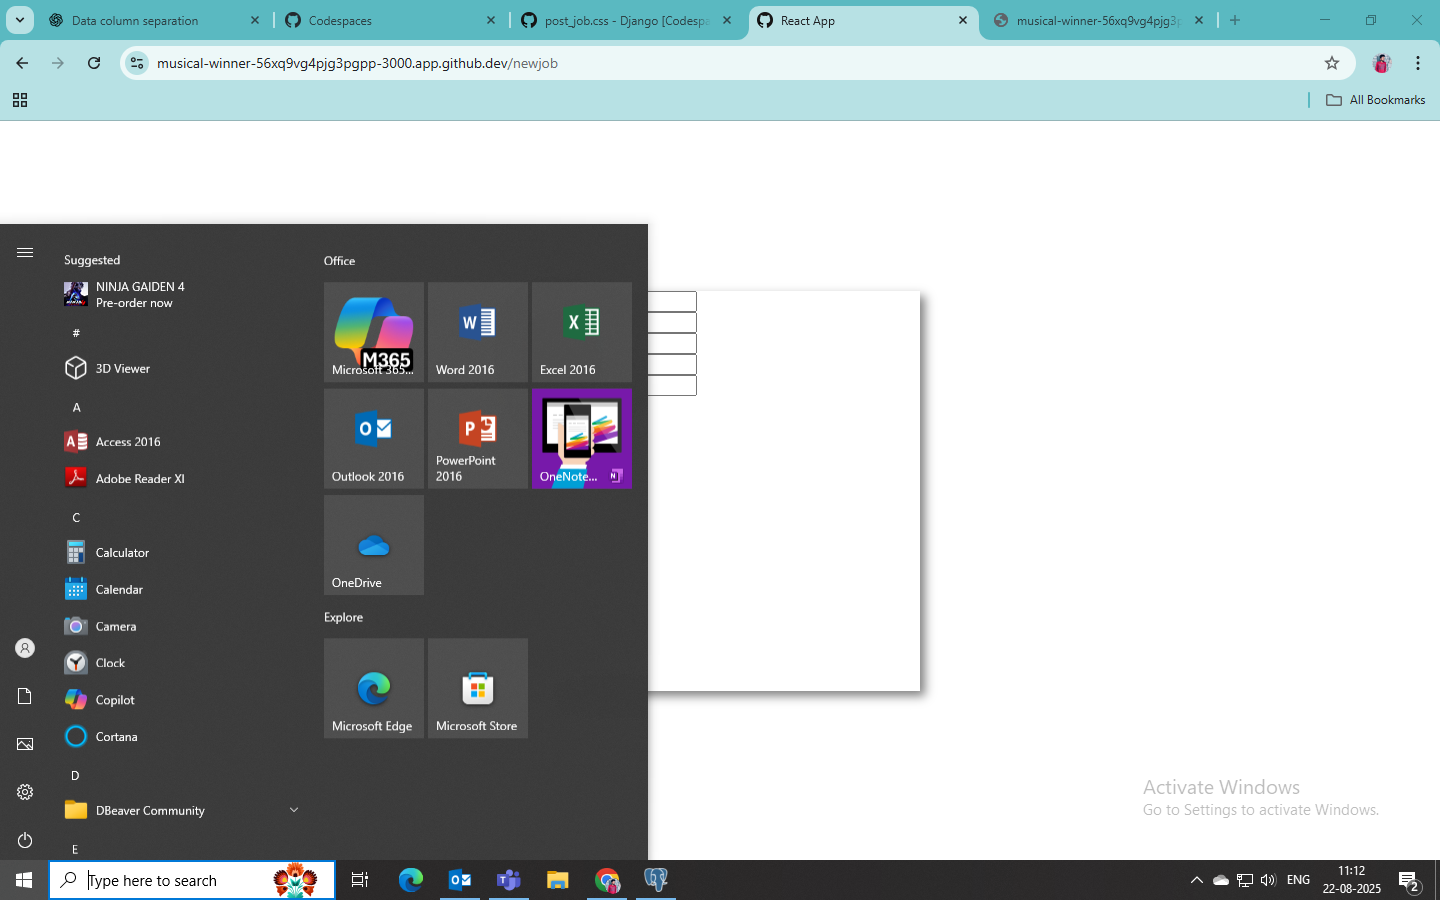 Data column separation
Codespaces
post_job.css - Django [Codespa
React App
musical-winner-56xq9vg4pjg3p
musical-winner-56xq9vg4pjg3pgpp-3000.app.github.dev/newjob
All Bookmarks
Suggested
NINJA GAIDEN 4
Pre-order now
#
3D Viewer
A
Access 2016
Adobe Reader XI
C
Calculator
Calendar
Camera
Clock
Copilot
Cortana
D
DBeaver Community
E
Office
M365
Microsoft 365...
Word 2016
Excel 2016
Outlook 2016
PowerPoint
2016
OneNote...
OneDrive
Explore
Microsoft Edge
Microsoft Store
Activate Windows
Go to Settings to activate Windows.
Type here to search
ENG
11:12
22-08-2025
2